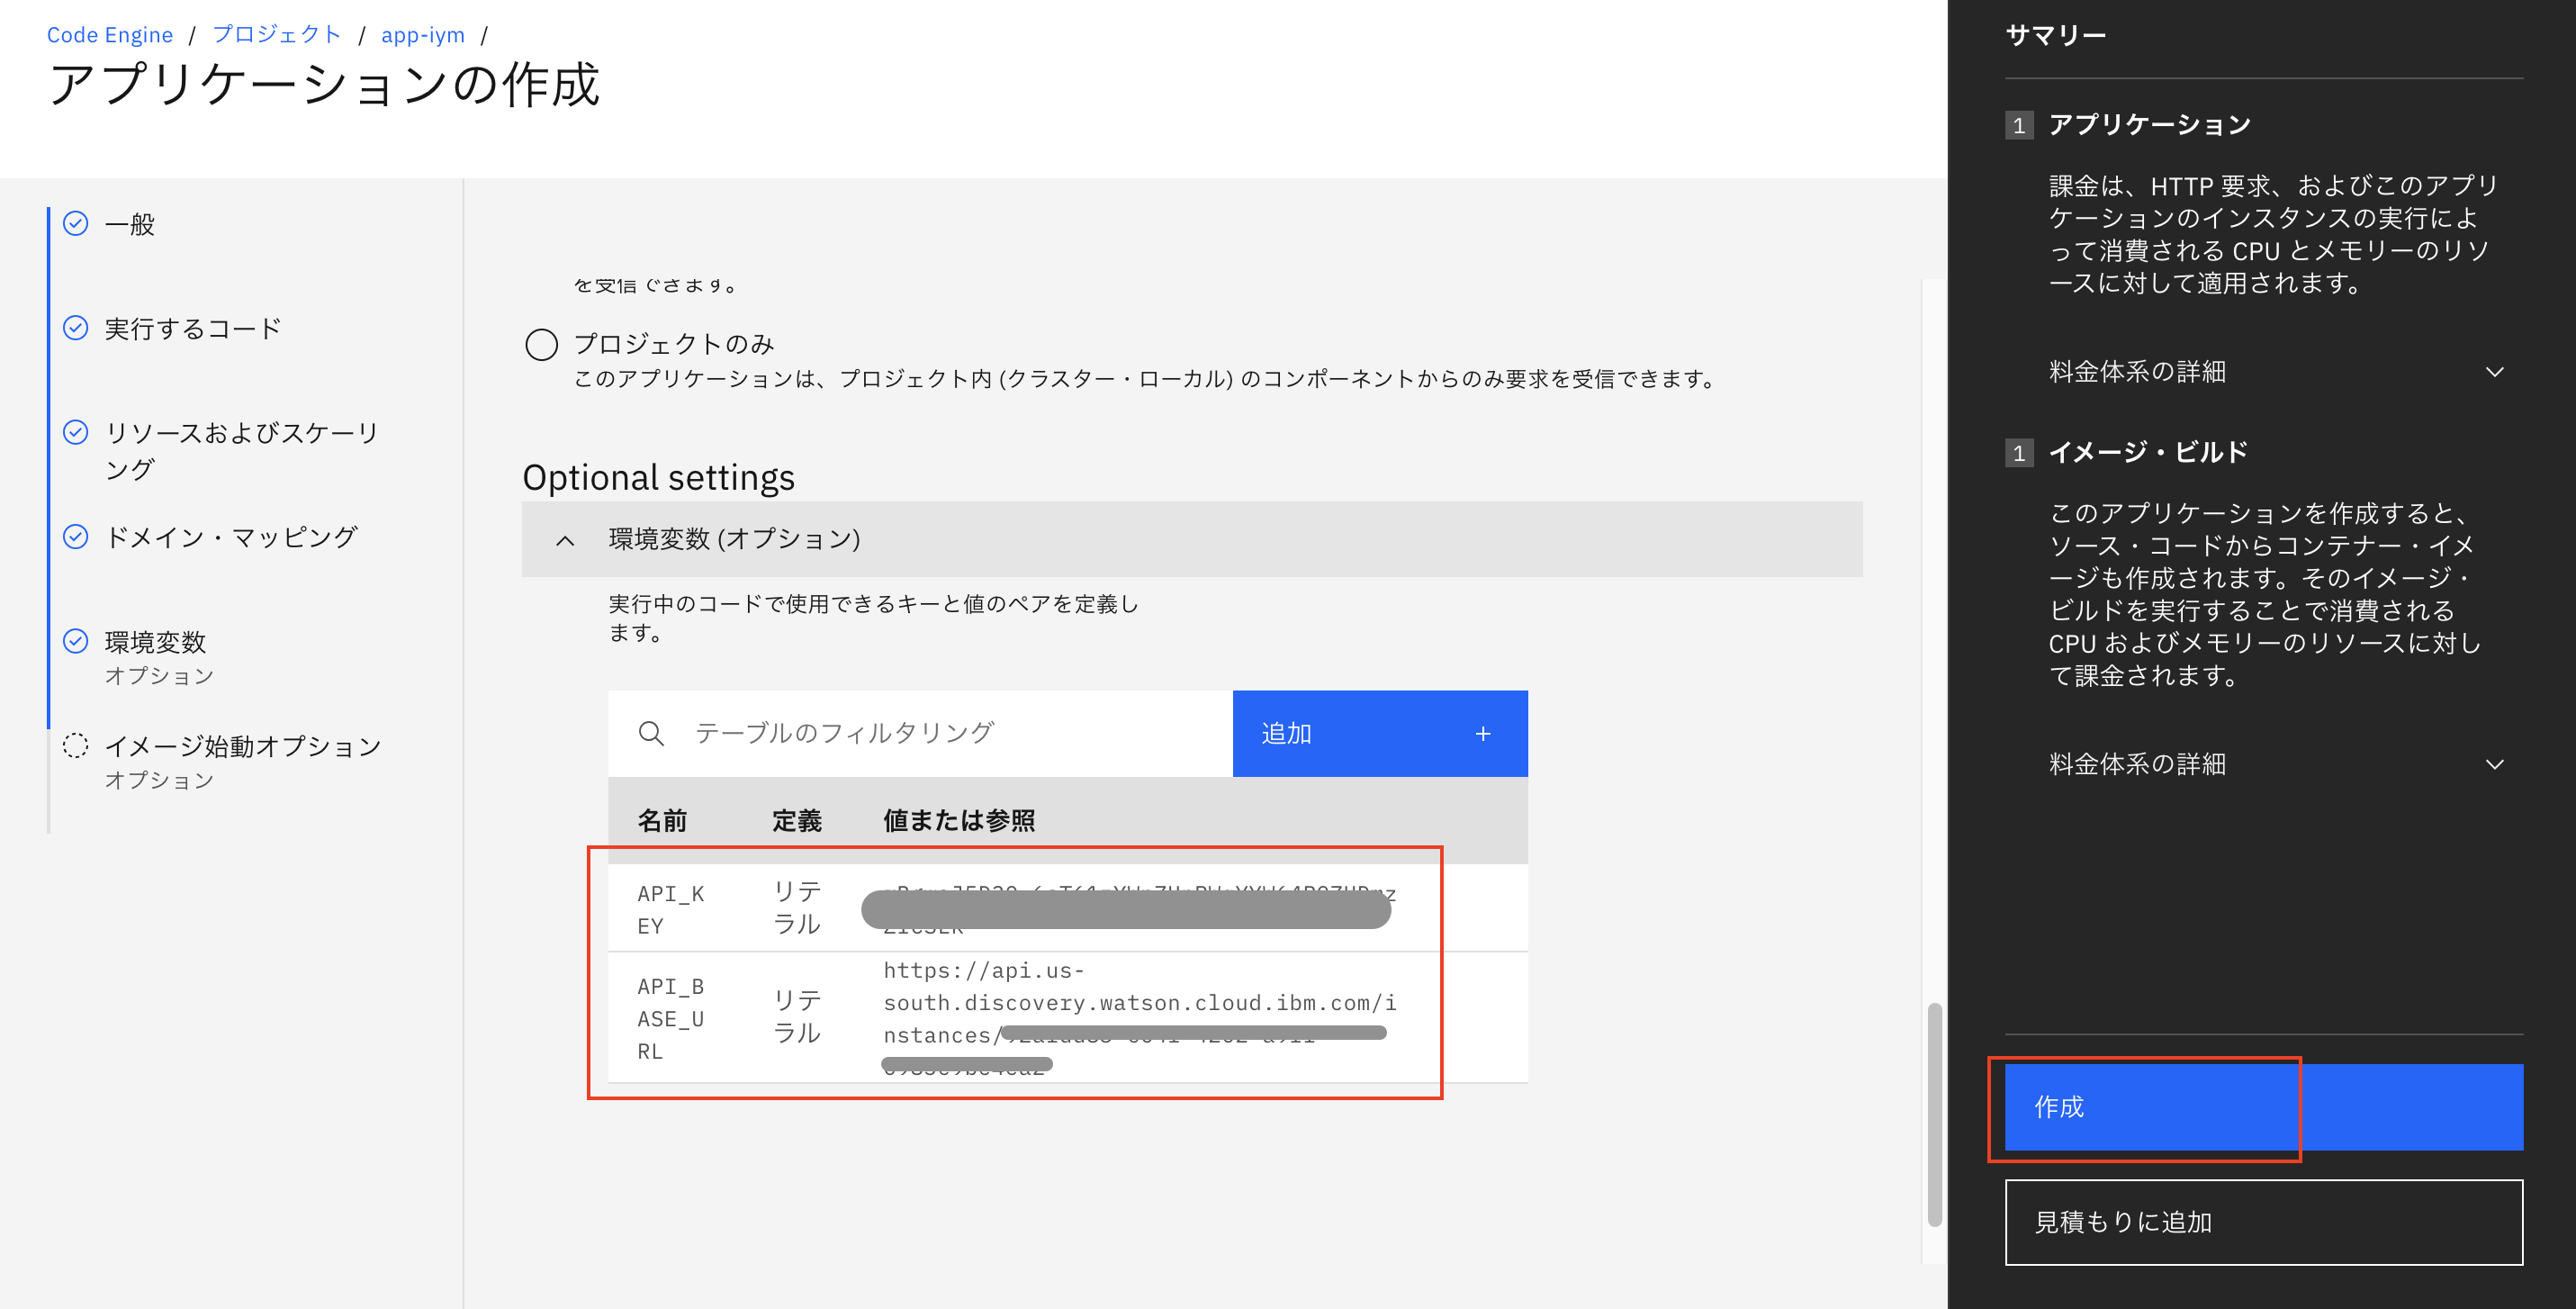 Code Engine / プロジェクト / app-iym /
アプリケーションの作成
一般
実行するコード
リソースおよびスケーリ
ング
ドメイン・マッピング
環境変数
オプション
イメージ始動オプション
オプション
を受信できます。
プロジェクトのみ
このアプリケーションは、プロジェクト内 (クラスター・ローカル) のコンポーネントからのみ要求を受信できます。
Optional settings
環境変数 (オプション)
実行中のコードで使用できるキーと値のペアを定義し
ます。
テーブルのフィルタリング
追加 +
名前 定義 値または参照
API_K
EY
リテ
ラル
API_B
ASE_U
RL
リテ
ラル
https://api.us-
south.discovery.watson.cloud.ibm.com/i
nstances/
サマリー
1 アプリケーション
課金は、HTTP 要求、およびこのアプリ
ケーションのインスタンスの実行によ
って消費される CPU とメモリーのリソ
ースに対して適用されます。
料金体系の詳細
1 イメージ・ビルド
このアプリケーションを作成すると、
ソース・コードからコンテナー・イメ
ージも作成されます。そのイメージ・
ビルドを実行することで消費される
CPU およびメモリーのリソースに対し
て課金されます。
料金体系の詳細
作成
見積もりに追加